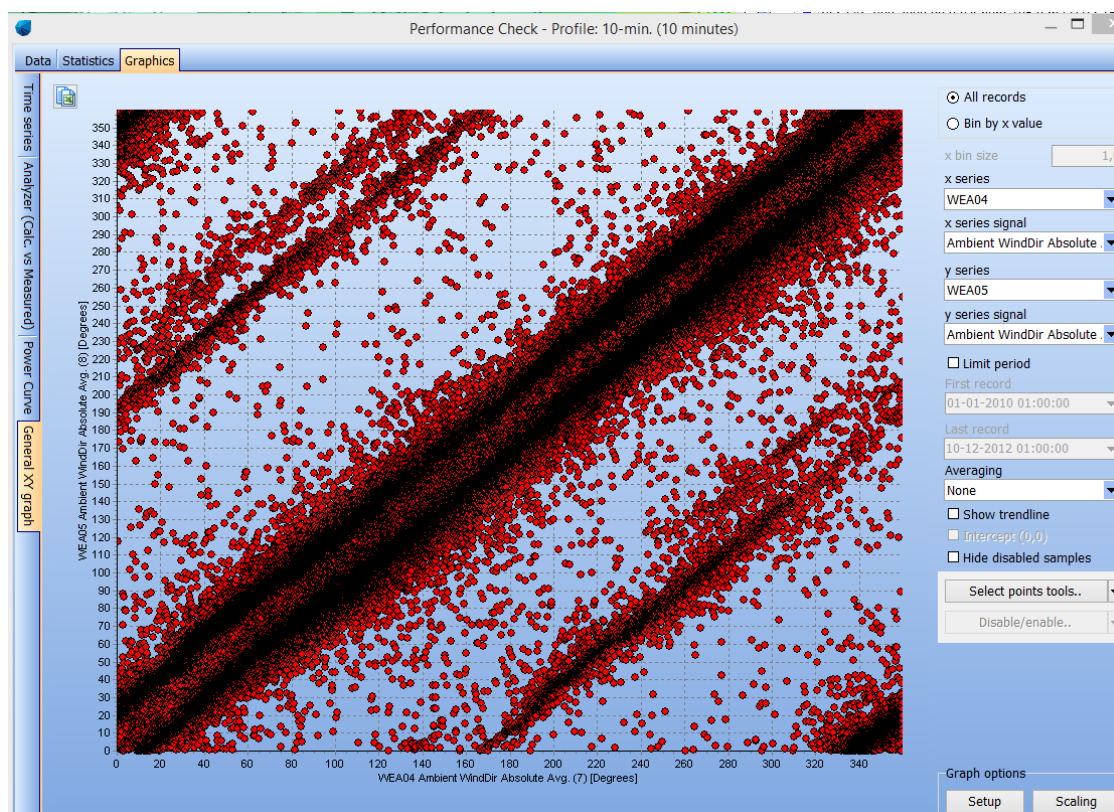 Performance Check - Profile: 10-min. (10 minutes)
Data
Statistics
Graphics
Time series
Analyzer (Calc. vs Measured)
Power Curve
General XY graph
WEA05 Ambient WindDir Absolute Avg. (8) [Degrees]
350
340
330
320
310
300
290
280
270
260
250
240
230
220
210
200
190
180
170
160
150
140
130
120
110
100
90
80
70
60
50
40
30
20
10
0
0 20 40 60 80 100 120 140 160 180 200 220 240 260 280 300 320 340
WEA04 Ambient WindDir Absolute Avg. (7) [Degrees]
All records
Bin by x value
x bin size
1,
x series
WEA04
x series signal
Ambient WindDir Absolute .
y series
WEA05
y series signal
Ambient WindDir Absolute .
Limit period
First record
01-01-2010 01:00:00
Last record
10-12-2012 01:00:00
Averaging
None
Show trendline
Intercept (0,0)
Hide disabled samples
Select points tools..
Disable/enable..
Graph options
Setup
Scaling